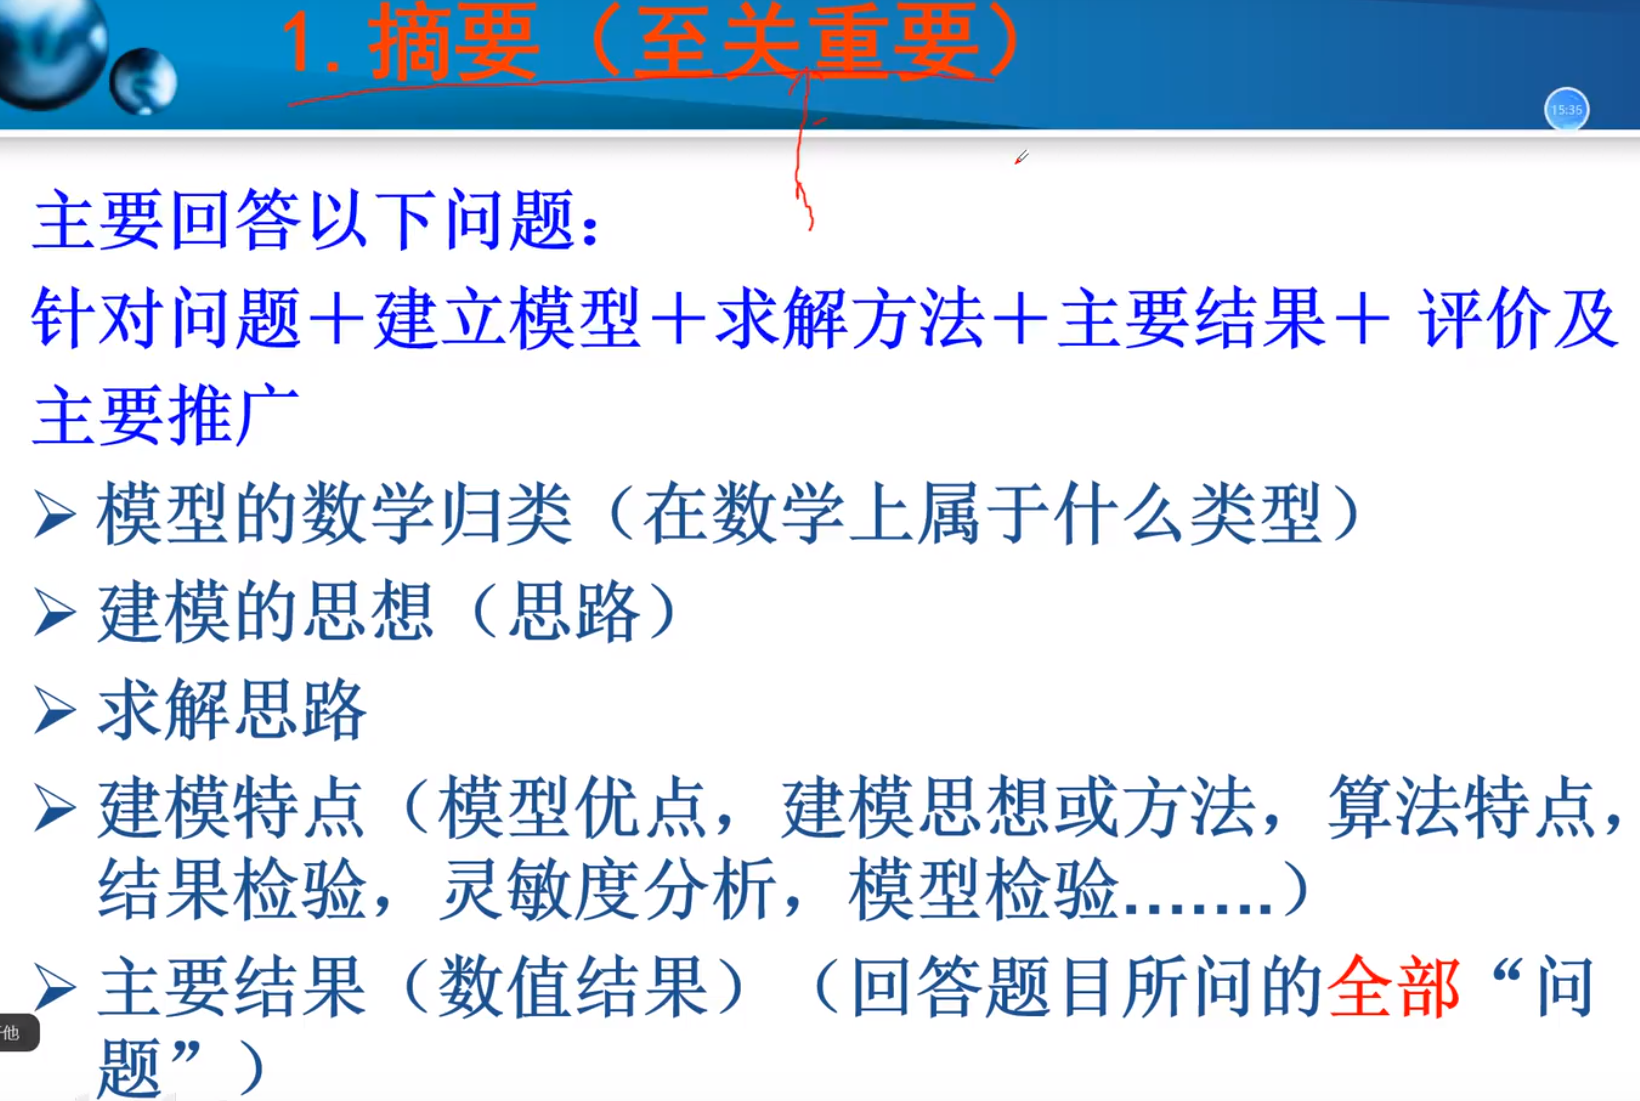 1.摘要（至关重要）
15:35
主要回答以下问题：
针对问题＋建立模型＋求解方法＋主要结果＋ 评价及
主要推广
➢ 模型的数学归类（在数学上属于什么类型）
➢ 建模的思想（思路）
➢ 求解思路
➢ 建模特点（模型优点，建模思想或方法，算法特点，
结果检验，灵敏度分析，模型检验.......）
➢ 主要结果（数值结果）（回答题目所问的全部“问
他
题”）